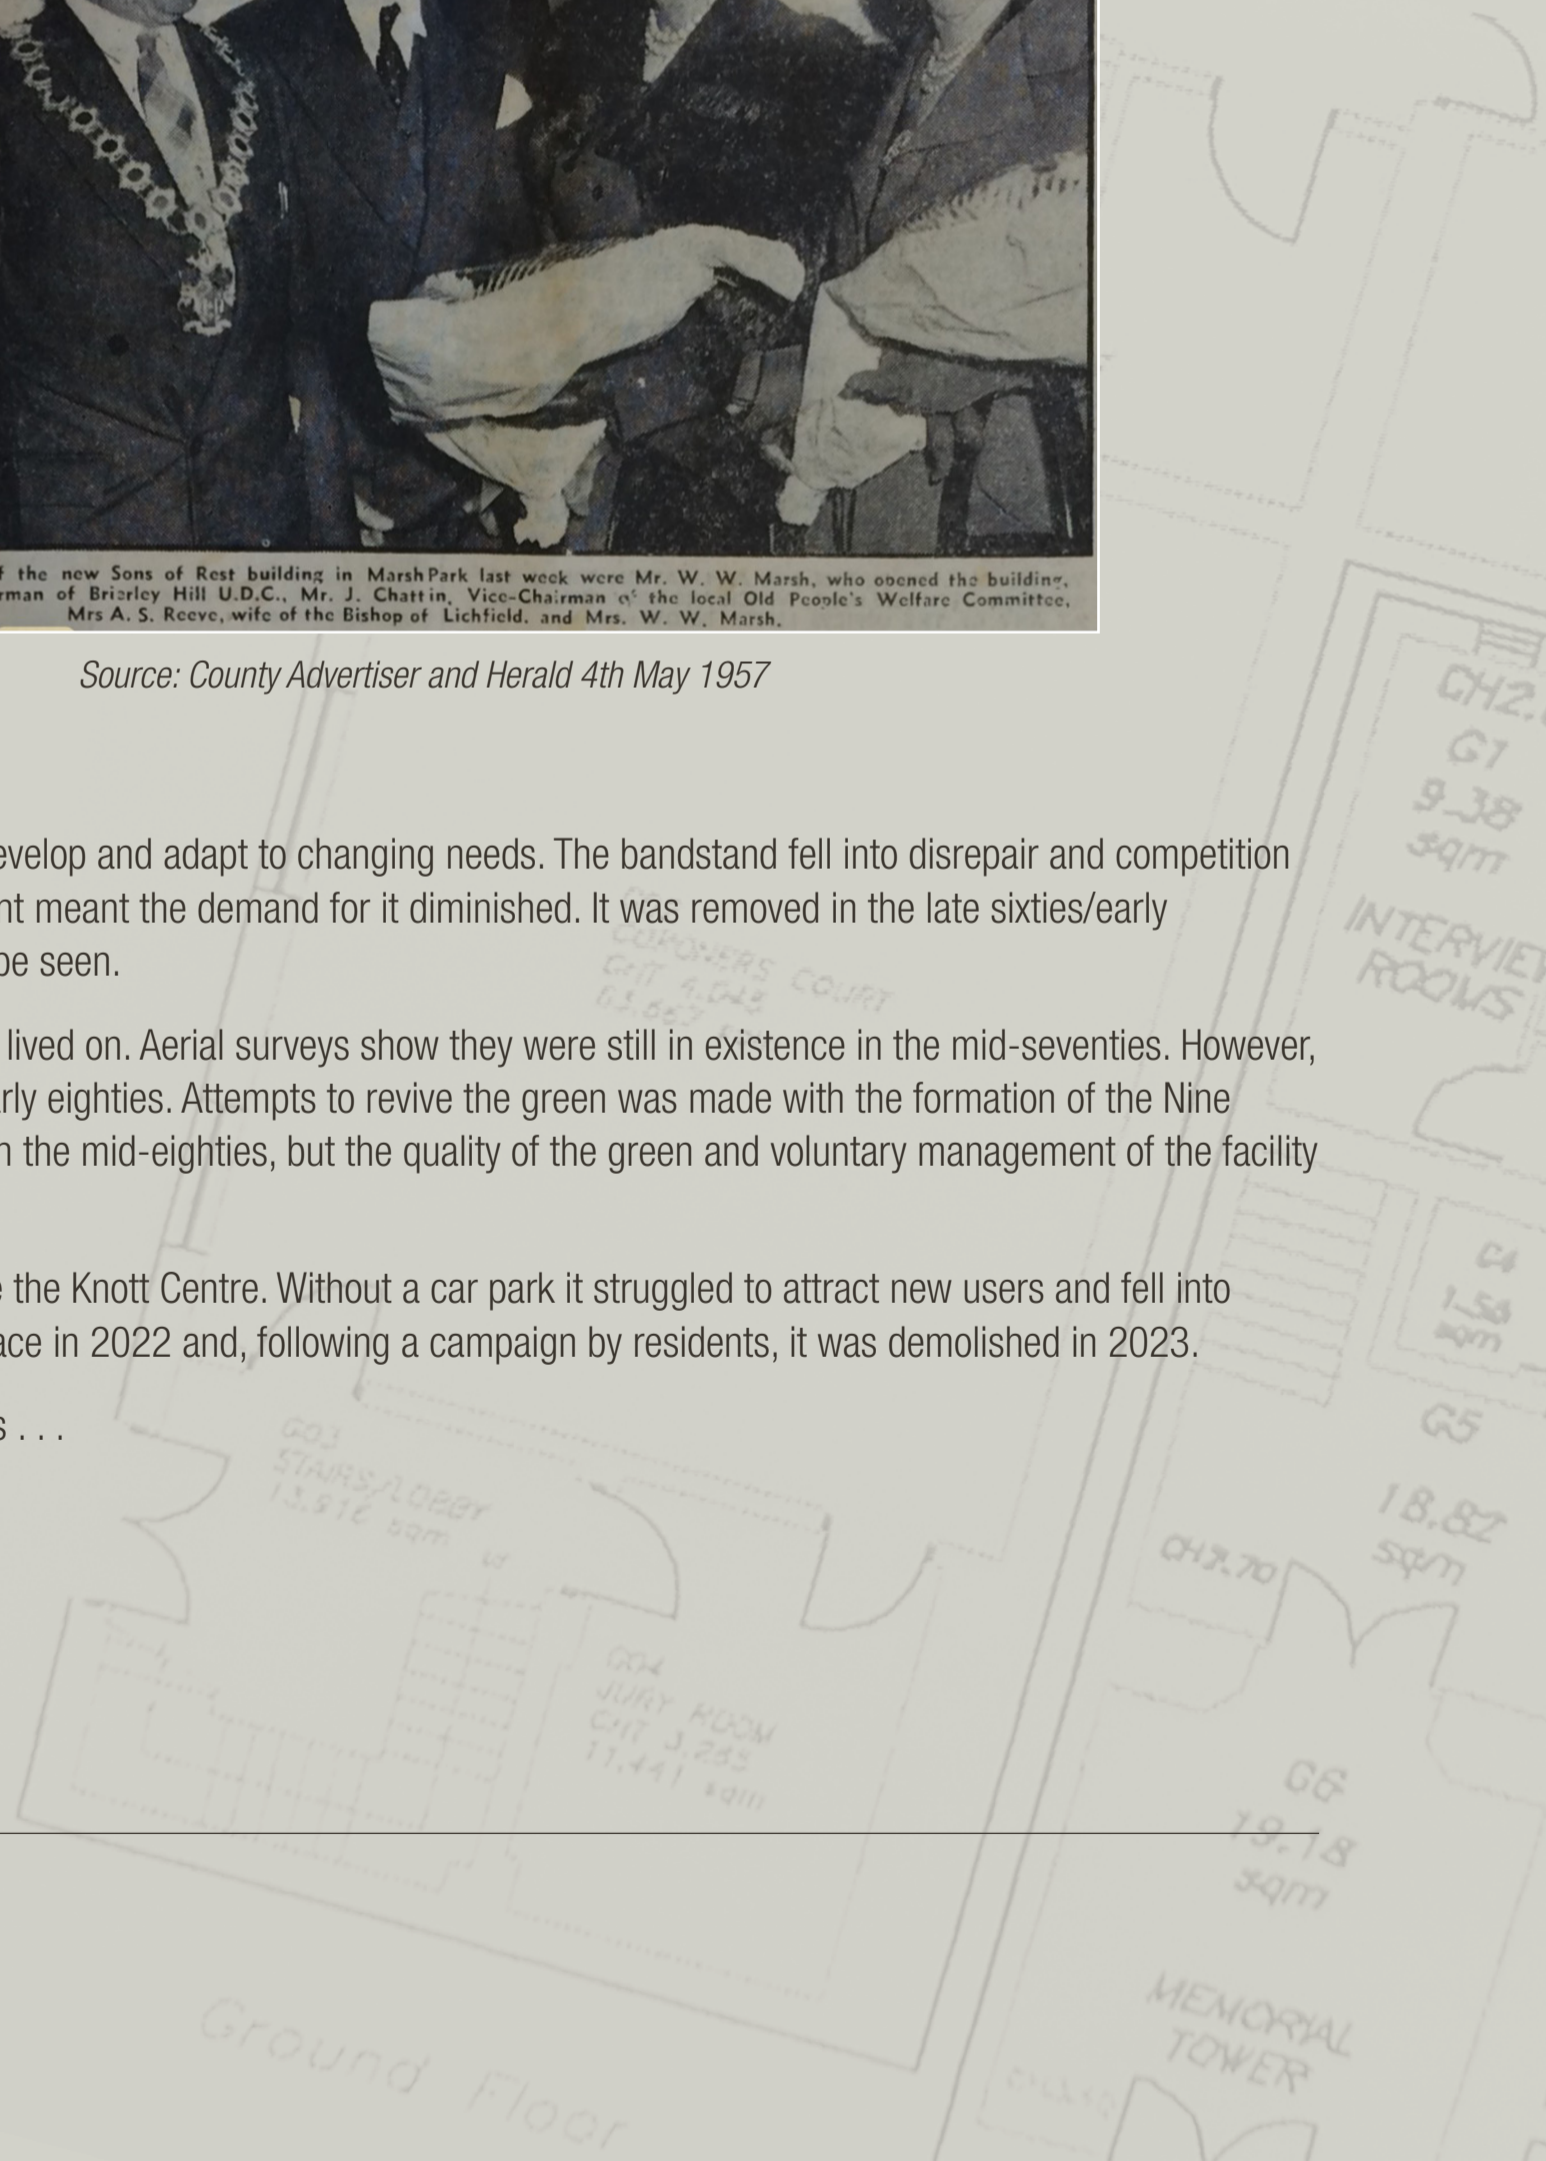 f the new Sons of Rest building in Marsh Park last week were Mr. W. W. Marsh, who opened the building,
rman of Brierley Hill U.D.C., Mr. J. Chattin, Vice-Chairman of the local Old People's Welfare Committee,
Mrs A. S. Reeve, wife of the Bishop of Lichfield, and Mrs. W. W. Marsh.
Source: County Advertiser and Herald 4th May 1957
evelop and adapt to changing needs. The bandstand fell into disrepair and competition
nt meant the demand for it diminished. It was removed in the late sixties/early
be seen.
lived on. Aerial surveys show they were still in existence in the mid-seventies. However,
rly eighties. Attempts to revive the green was made with the formation of the Nine
n the mid-eighties, but the quality of the green and voluntary management of the facility
e the Knott Centre. Without a car park it struggled to attract new users and fell into
ace in 2022 and, following a campaign by residents, it was demolished in 2023.
s . . .
CH2.
G1
9.38
sqm
INTERVIEW
ROOMS
CORONERS COURT
G03
STAIRS/LOBBY
sqm
G04
JURY ROOM
CHT 3.285
11.441 sqm
G5
18.82
sqm
G6
19.18
sqm
MEMORIAL
TOWER
Ground Floor